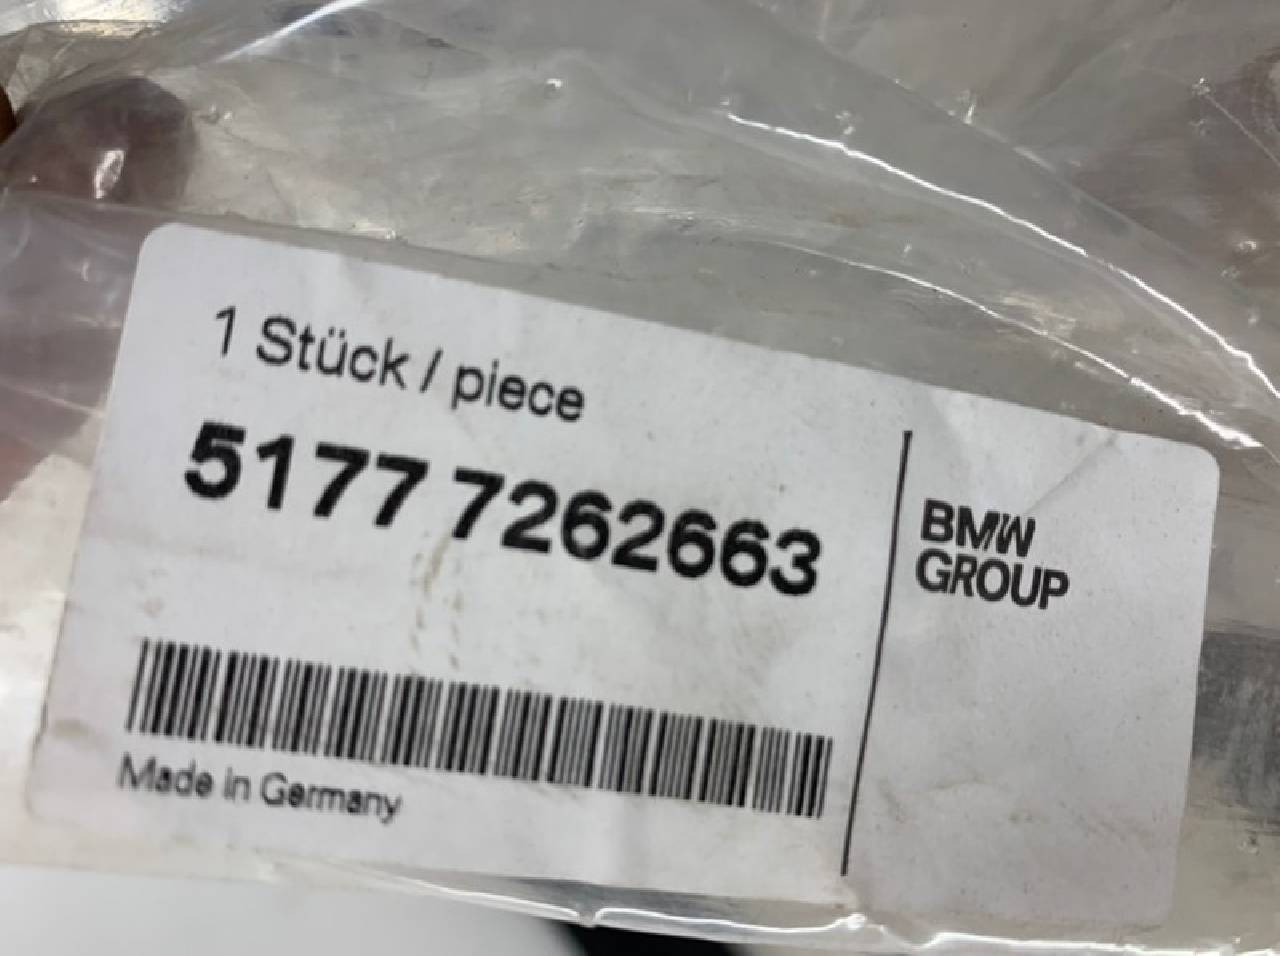 1 Stück / piece
5177 7262663
BMW
GROUP
Made in Germany